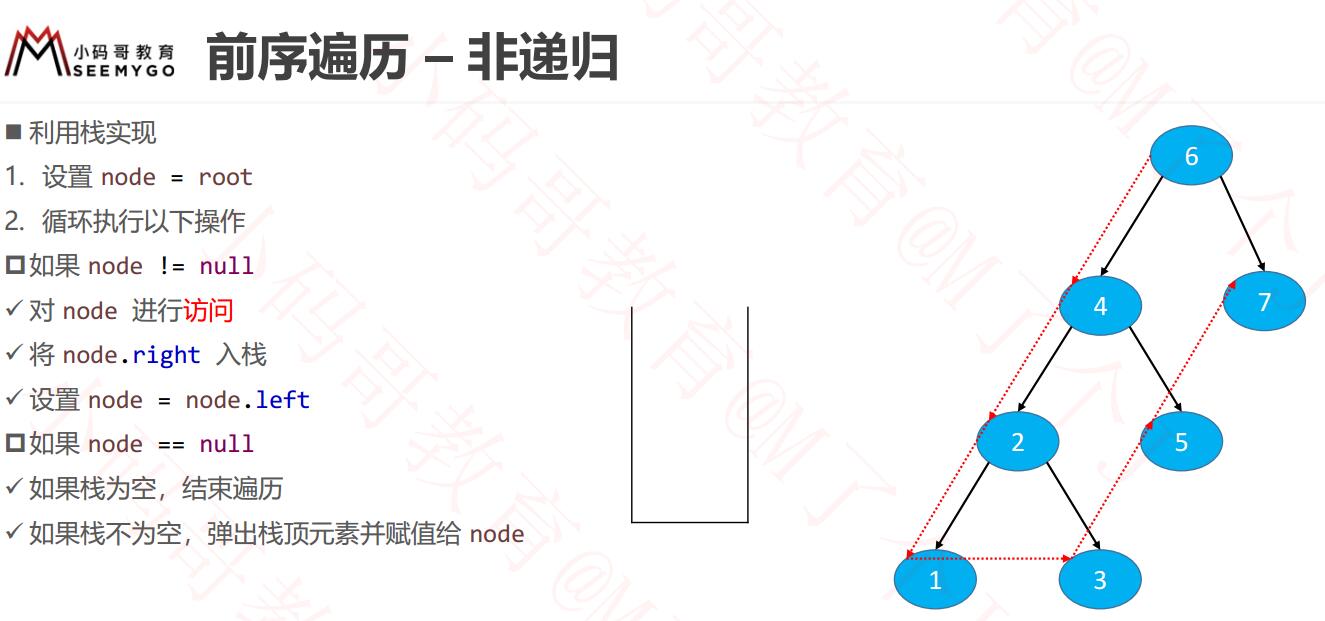 小码哥教育
SEEMYGO
前序遍历 – 非递归
■ 利用栈实现
1. 设置 node = root
2. 循环执行以下操作
如果 node != null
✓ 对 node 进行访问
✓ 将 node.right 入栈
✓ 设置 node = node.left
如果 node == null
✓ 如果栈为空，结束遍历
✓ 如果栈不为空，弹出栈顶元素并赋值给 node
6
4
7
2
5
1
3
小码哥教育@M了个J